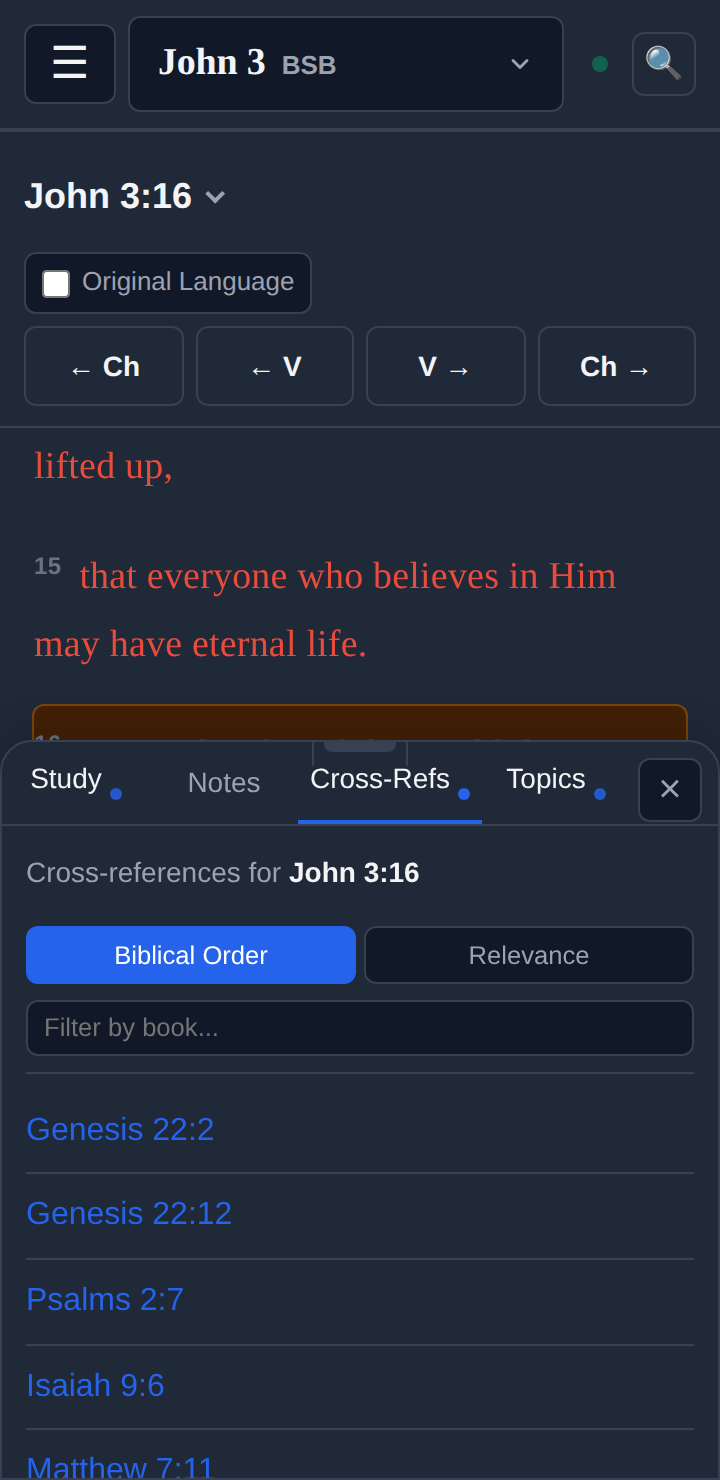 ☰ John 3 BSB
John 3:16
Original Language
← Ch ← V V → Ch →
lifted up,
15 that everyone who believes in Him
may have eternal life.
Study Notes Cross-Refs Topics ✕
Cross-references for John 3:16
Biblical Order Relevance
Filter by book...
Genesis 22:2
Genesis 22:12
Psalms 2:7
Isaiah 9:6
Matthew 7:11